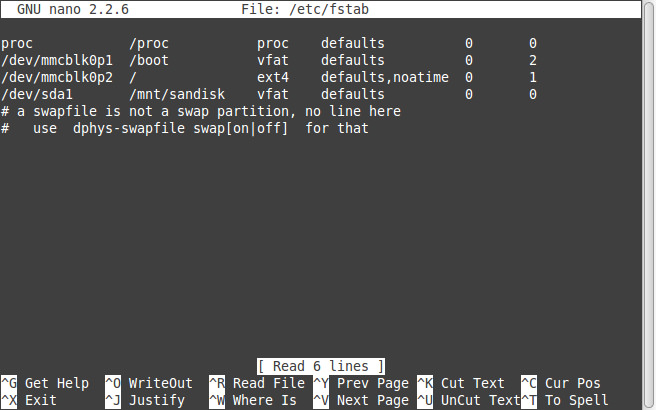 GNU nano 2.2.6 File: /etc/fstab
proc /proc proc defaults 0 0
/dev/mmcblk0p1 /boot vfat defaults 0 2
/dev/mmcblk0p2 / ext4 defaults,noatime 0 1
/dev/sda1 /mnt/sandisk vfat defaults 0 0
# a swapfile is not a swap partition, no line here
#   use  dphys-swapfile swap[on|off]  for that
[ Read 6 lines ]
^G Get Help ^O WriteOut ^R Read File ^Y Prev Page ^K Cut Text ^C Cur Pos
^X Exit ^J Justify ^W Where Is ^V Next Page ^U UnCut Text ^T To Spell